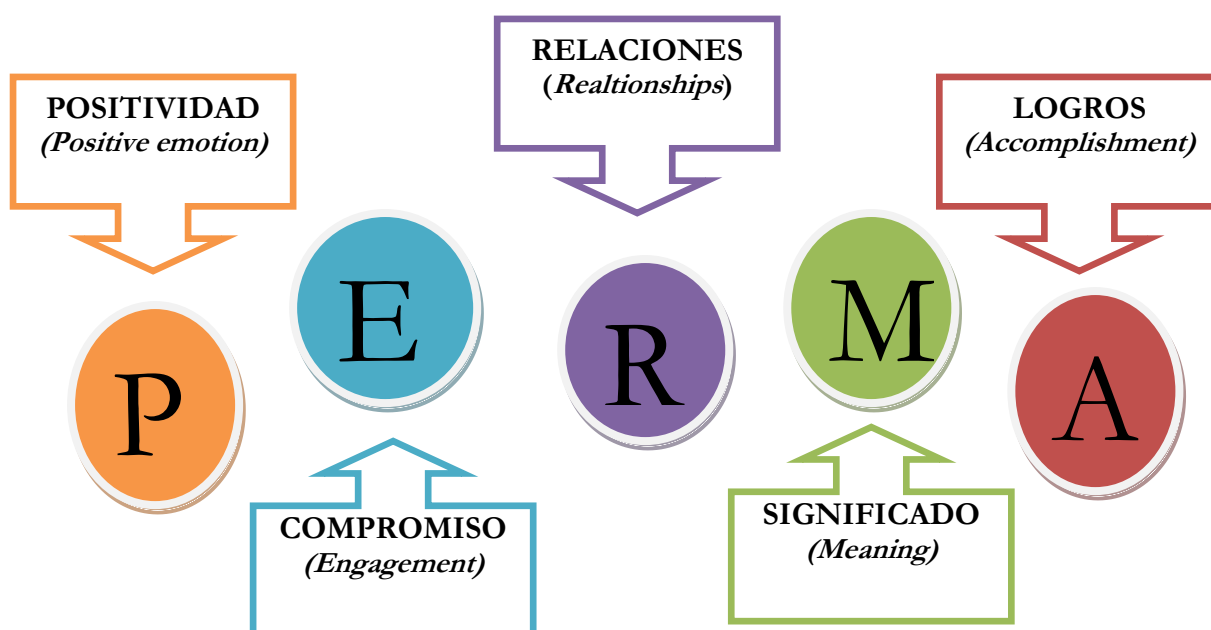 POSITIVIDAD
(Positive emotion)
P
COMPROMISO
(Engagement)
E
RELACIONES
(Realtionships)
R
SIGNIFICADO
(Meaning)
M
LOGROS
(Accomplishment)
A